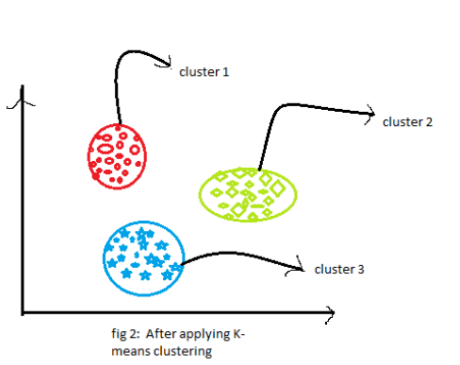 cluster 1
cluster 2
cluster 3
fig 2: After applying K-
means clustering